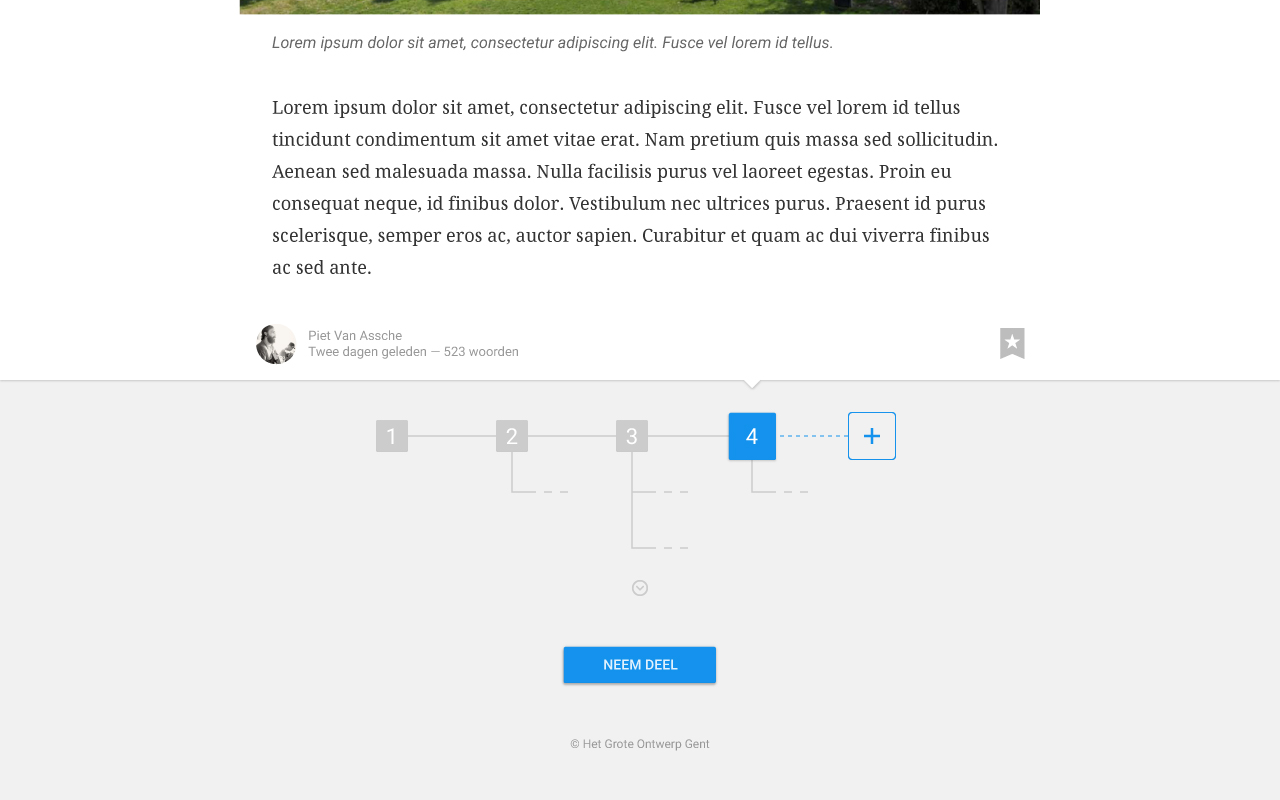 Lorem ipsum dolor sit amet, consectetur adipiscing elit. Fusce vel lorem id tellus.
Lorem ipsum dolor sit amet, consectetur adipiscing elit. Fusce vel lorem id tellus
tincidunt condimentum sit amet vitae erat. Nam pretium quis massa sed sollicitudin.
Aenean sed malesuada massa. Nulla facilisis purus vel laoreet egestas. Proin eu
consequat neque, id finibus dolor. Vestibulum nec ultrices purus. Praesent id purus
scelerisque, semper eros ac, auctor sapien. Curabitur et quam ac dui viverra finibus
ac sed ante.
Piet Van Assche
Twee dagen geleden — 523 woorden
1 2 3 4 +
NEEM DEEL
© Het Grote Ontwerp Gent